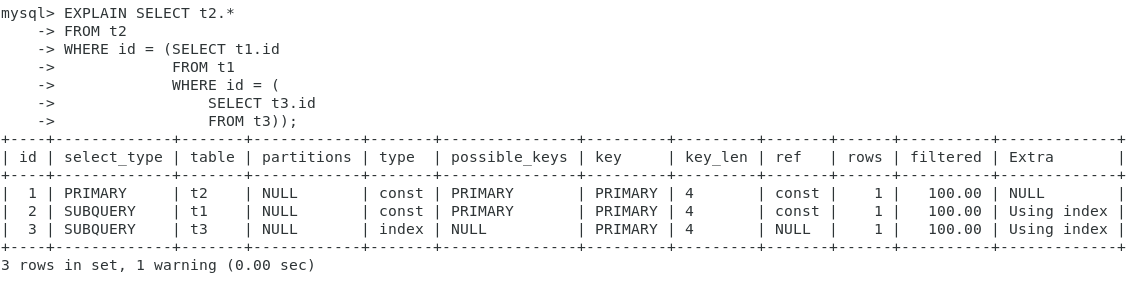 mysql> EXPLAIN SELECT t2.*
    -> FROM t2
    -> WHERE id = (SELECT t1.id
    ->             FROM t1
    ->             WHERE id = (
    ->                 SELECT t3.id
    ->                 FROM t3));
+----+-------------+-------+------------+-------+---------------+---------+---------+-------+------+----------+-------------+
| id | select_type | table | partitions | type  | possible_keys | key     | key_len | ref   | rows | filtered | Extra       |
+----+-------------+-------+------------+-------+---------------+---------+---------+-------+------+----------+-------------+
|  1 | PRIMARY     | t2    | NULL       | const | PRIMARY       | PRIMARY | 4       | const |    1 |   100.00 | NULL        |
|  2 | SUBQUERY    | t1    | NULL       | const | PRIMARY       | PRIMARY | 4       | const |    1 |   100.00 | Using index |
|  3 | SUBQUERY    | t3    | NULL       | index | NULL          | PRIMARY | 4       | NULL  |    1 |   100.00 | Using index |
+----+-------------+-------+------------+-------+---------------+---------+---------+-------+------+----------+-------------+
3 rows in set, 1 warning (0.00 sec)